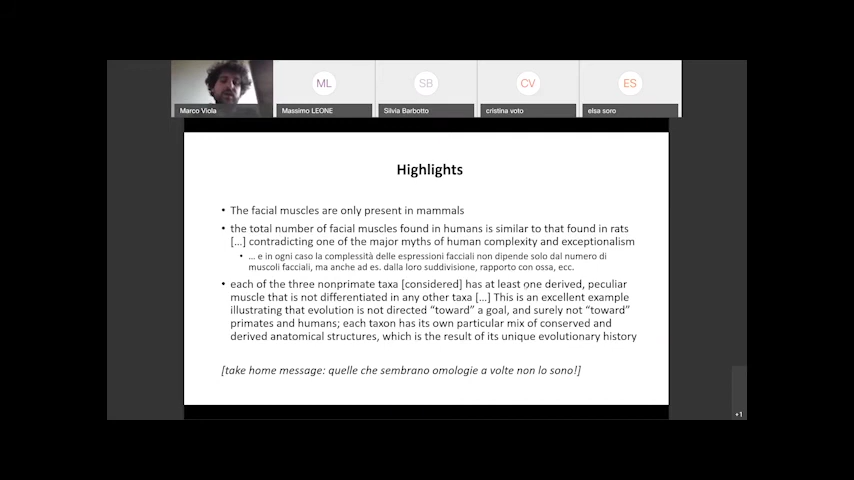 ML
SB
CV
ES
Marco Viola
Massimo LEONE
Silvia Barbotto
cristina voto
elsa soro
Highlights
• The facial muscles are only present in mammals
• the total number of facial muscles found in humans is similar to that found in rats
[…] contradicting one of the major myths of human complexity and exceptionalism
• … e in ogni caso la complessità delle espressioni facciali non dipende solo dal numero di
muscoli facciali, ma anche ad es. dalla loro suddivisione, rapporto con ossa, ecc.
• each of the three nonprimate taxa [considered] has at least one derived, peculiar
muscle that is not differentiated in any other taxa […] This is an excellent example
illustrating that evolution is not directed “toward” a goal, and surely not “toward”
primates and humans; each taxon has its own particular mix of conserved and
derived anatomical structures, which is the result of its unique evolutionary history
[take home message: quelle che sembrano omologie a volte non lo sono!]
+1